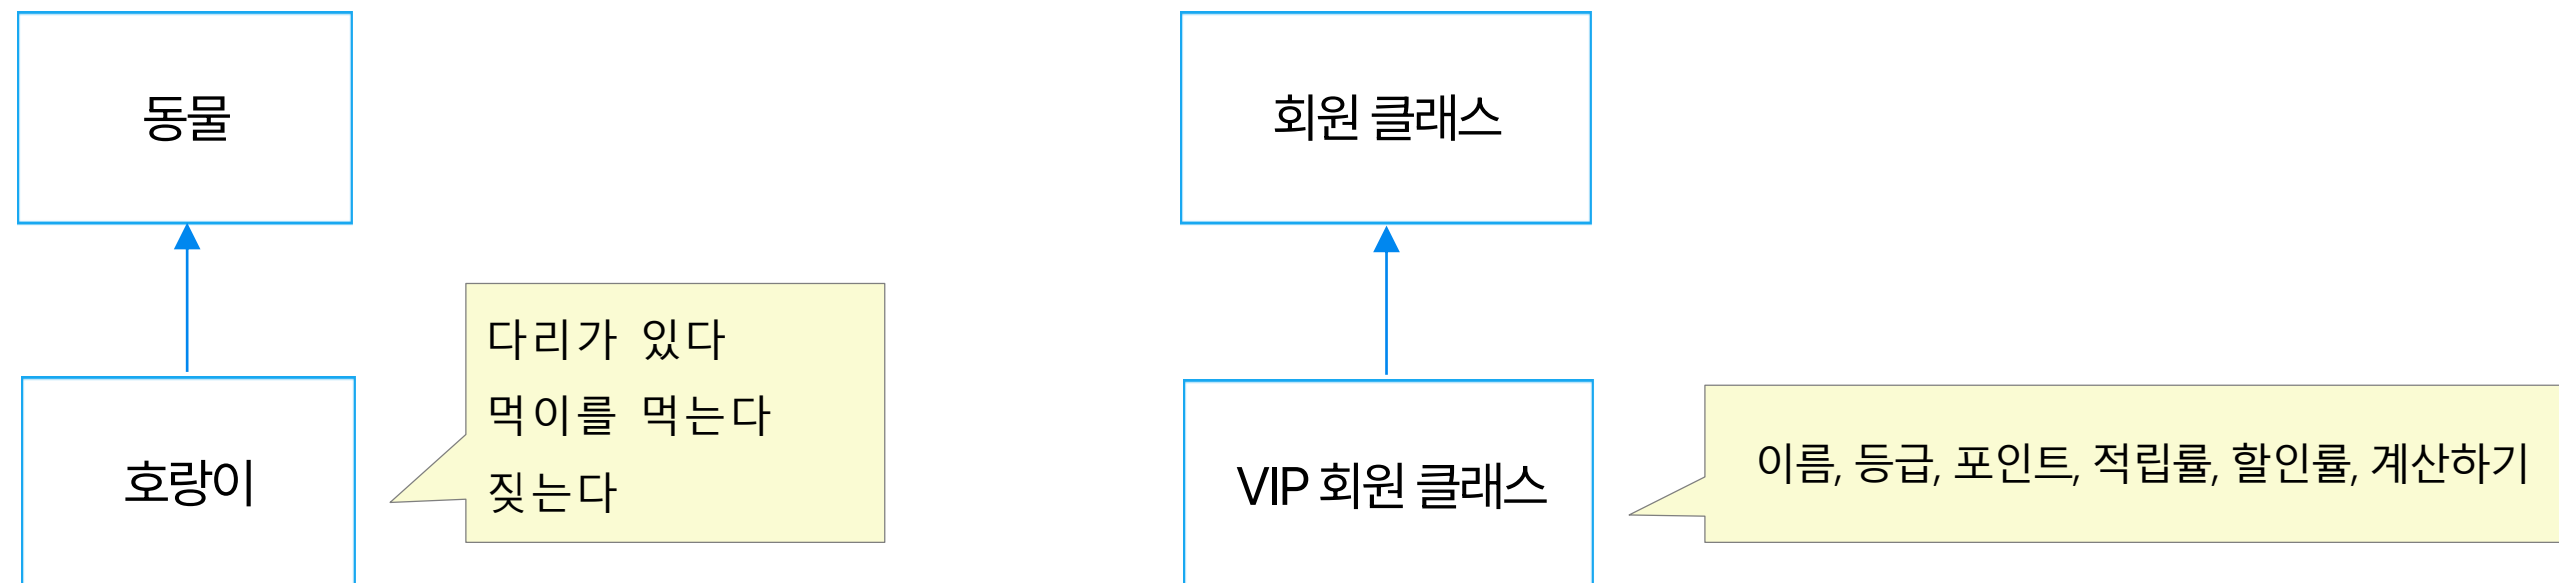 동물
회원 클래스
호랑이
다리가 있다
먹이를 먹는다
짖는다
VIP 회원 클래스
이름, 등급, 포인트, 적립률, 할인률, 계산하기